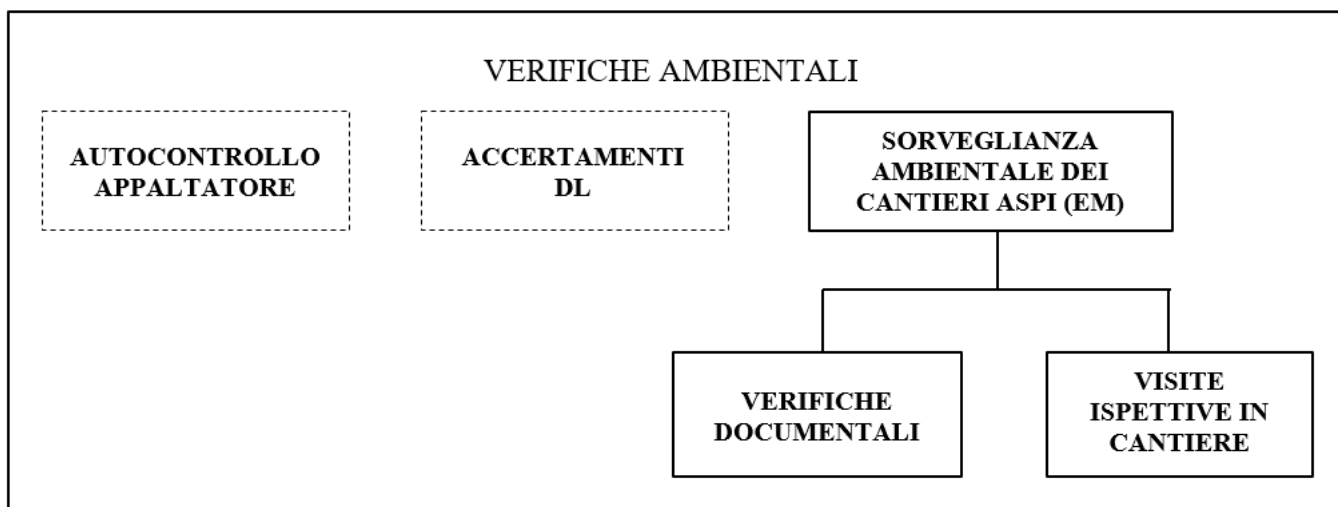 VERIFICHE AMBIENTALI
AUTOCONTROLLO
APPALTATORE
ACCERTAMENTI
DL
SORVEGLIANZA
AMBIENTALE DEI
CANTIERI ASPI (EM)
VERIFICHE
DOCUMENTALI
VISITE
ISPETTIVE IN
CANTIERE